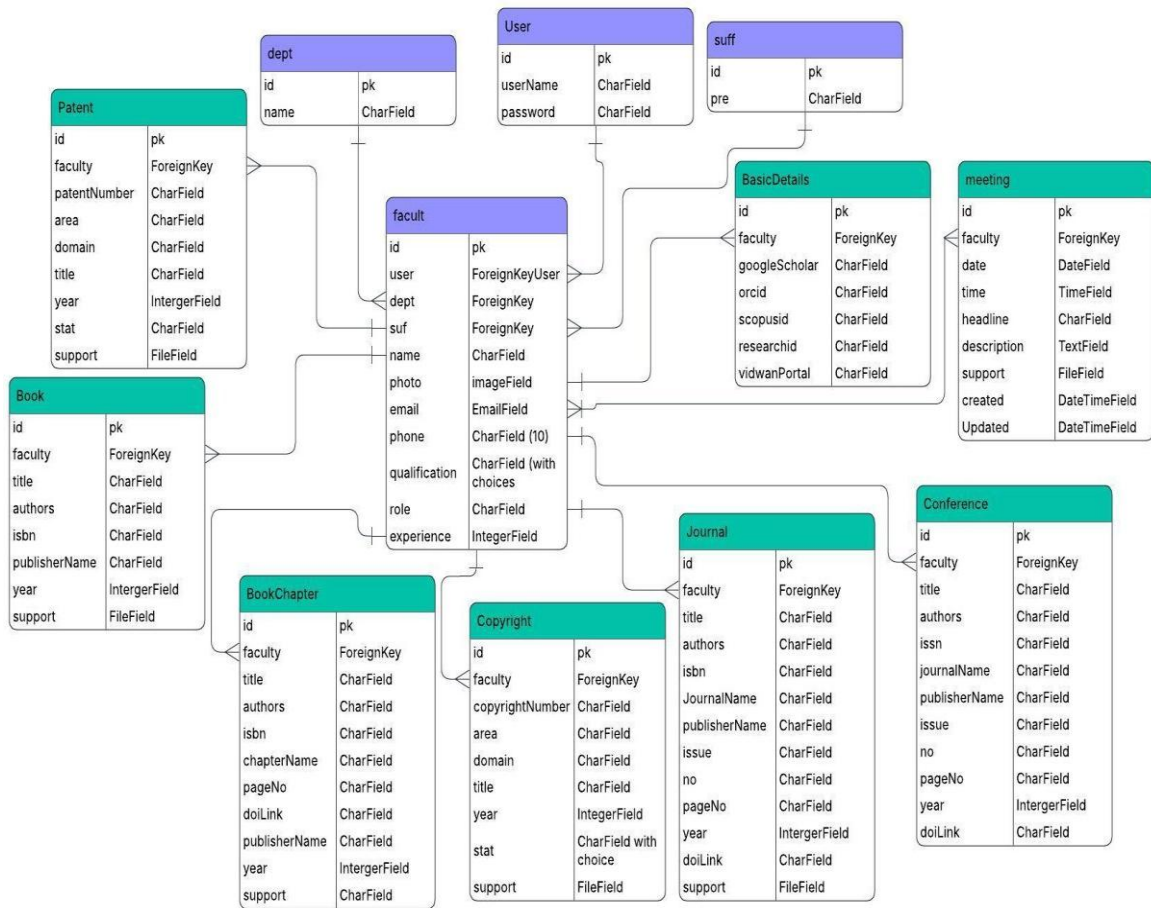 dept
id pk
name CharField
User
id pk
userName CharField
password CharField
suff
id pk
pre CharField
Patent
id pk
faculty ForeignKey
patentNumber CharField
area CharField
domain CharField
title CharField
year IntergerField
stat CharField
support FileField
facult
id pk
user ForeignKeyUser
dept ForeignKey
suf ForeignKey
name CharField
photo imageField
email EmailField
phone CharField (10)
qualification CharField (with
choices
role CharField
experience IntegerField
BasicDetails
id pk
faculty ForeignKey
googleScholar CharField
orcid CharField
scopusid CharField
researchid CharField
vidwanPortal CharField
meeting
id pk
faculty ForeignKey
date DateField
time TimeField
headline CharField
description TextField
support FileField
created DateTimeField
Updated DateTimeField
Book
id pk
faculty ForeignKey
title CharField
authors CharField
isbn CharField
publisherName CharField
year IntergerField
support FileField
BookChapter
id pk
faculty ForeignKey
title CharField
authors CharField
isbn CharField
chapterName CharField
pageNo CharField
doiLink CharField
publisherName CharField
year IntergerField
support CharField
Copyright
id pk
faculty ForeignKey
copyrightNumber CharField
area CharField
domain CharField
title CharField
year IntegerField
stat CharField with
choice
support FileField
Journal
id pk
faculty ForeignKey
title CharField
authors CharField
isbn CharField
JournalName CharField
publisherName CharField
issue CharField
no CharField
pageNo CharField
year IntergerField
doiLink CharField
support FileField
Conference
id pk
faculty ForeignKey
title CharField
authors CharField
issn CharField
journalName CharField
publisherName CharField
issue CharField
no CharField
pageNo CharField
year IntergerField
doiLink CharField